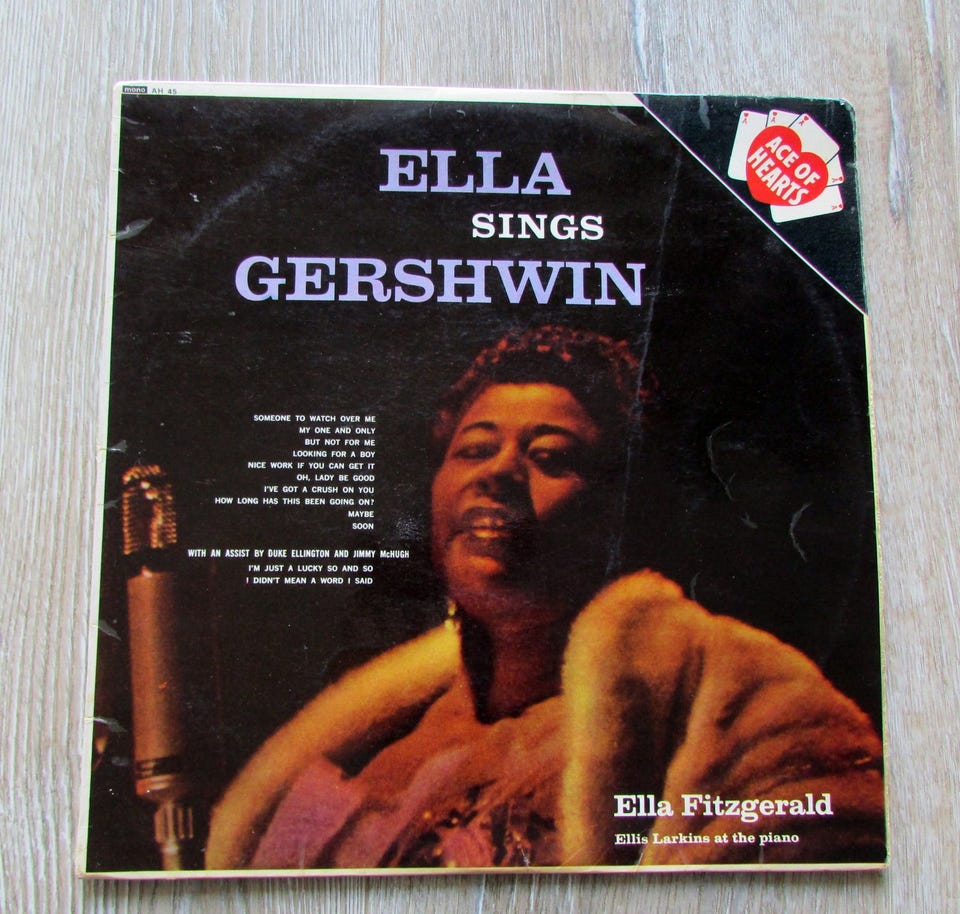 mono AH 45
A A A
ACE OF
HEARTS
A
A
ELLA
SINGS
GERSHWIN
SOMEONE TO WATCH OVER ME
MY ONE AND ONLY
BUT NOT FOR ME
LOOKING FOR A BOY
NICE WORK IF YOU CAN GET IT
OH, LADY BE GOOD
I'VE GOT A CRUSH ON YOU
HOW LONG HAS THIS BEEN GOING ON?
MAYBE
SOON
WITH AN ASSIST BY DUKE ELLINGTON AND JIMMY McHUGH
I'M JUST A LUCKY SO AND SO
I DIDN'T MEAN A WORD I SAID
Ella Fitzgerald
Ellis Larkins at the piano